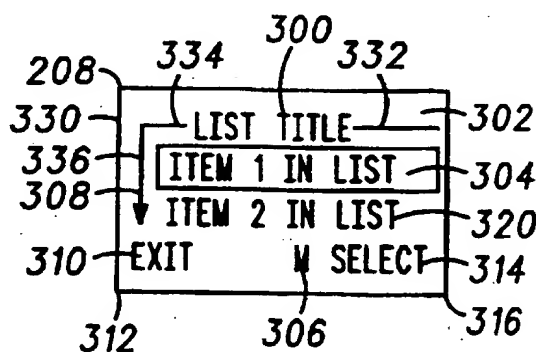 334 300 332
208
330 302
LIST TITLE
336
ITEM 1 IN LIST 304
308
ITEM 2 IN LIST 320
310 EXIT M SELECT 314
312 306 316